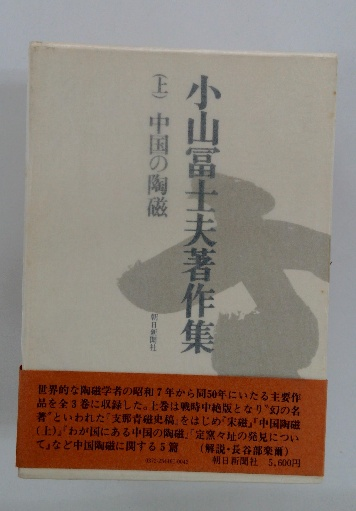 小山冨士夫著作集
(上) 中国の陶磁
朝日新聞社
世界的な陶磁学者の昭和7年から同50年にいたる主要作
品を全3巻に収録した。上巻は戦時中絶版となり〝幻の名
著〟といわれた「支那青磁史稿」をはじめ「宋磁」「中国陶磁
(上)」「わが国にある中国の陶磁」「定窯々址の発見につい
て」など中国陶磁に関する5篇 (解説・長谷部楽爾)
朝日新聞社 5,600円